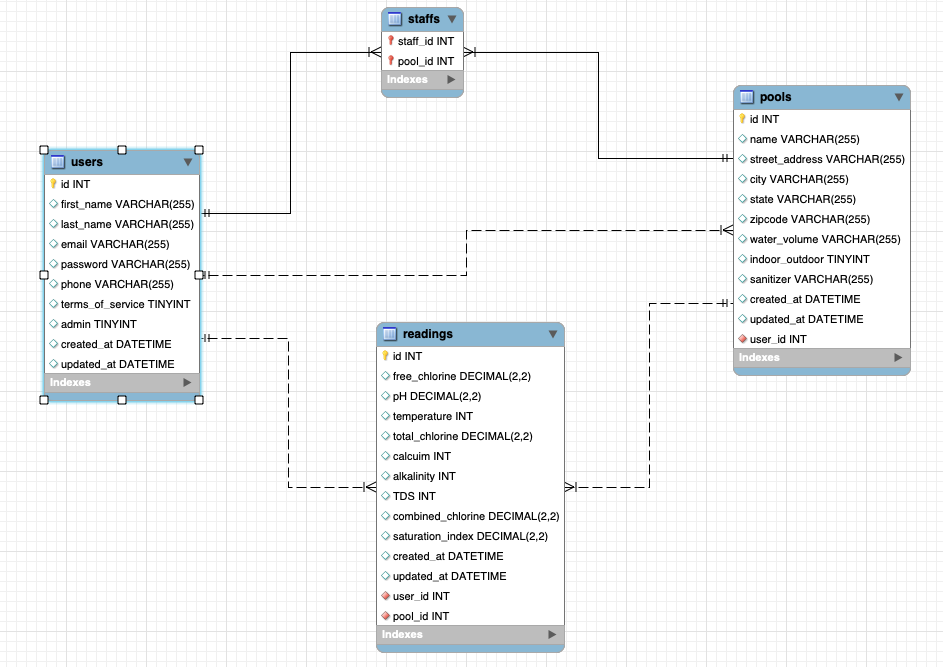 staffs
staff_id INT
pool_id INT
Indexes
pools
id INT
name VARCHAR(255)
street_address VARCHAR(255)
city VARCHAR(255)
state VARCHAR(255)
zipcode VARCHAR(255)
water_volume VARCHAR(255)
indoor_outdoor TINYINT
sanitizer VARCHAR(255)
created_at DATETIME
updated_at DATETIME
user_id INT
Indexes
users
id INT
first_name VARCHAR(255)
last_name VARCHAR(255)
email VARCHAR(255)
password VARCHAR(255)
phone VARCHAR(255)
terms_of_service TINYINT
admin TINYINT
created_at DATETIME
updated_at DATETIME
Indexes
readings
id INT
free_chlorine DECIMAL(2,2)
pH DECIMAL(2,2)
temperature INT
total_chlorine DECIMAL(2,2)
calcuim INT
alkalinity INT
TDS INT
combined_chlorine DECIMAL(2,2)
saturation_index DECIMAL(2,2)
created_at DATETIME
updated_at DATETIME
user_id INT
pool_id INT
Indexes